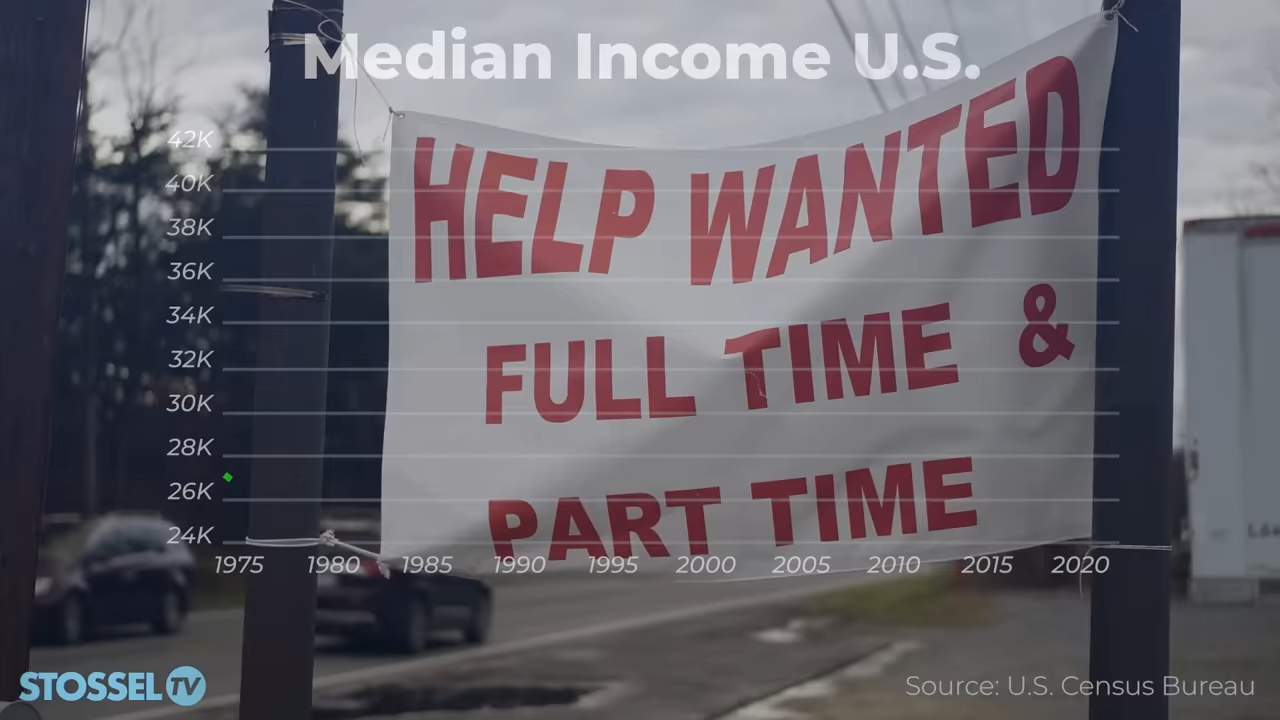 Median Income U.S.
HELP WANTED
FULL TIME &
PART TIME
42K
40K
38K
36K
34K
32K
30K
28K
26K
24K
1975 1980 1985 1990 1995 2000 2005 2010 2015 2020
STOSSEL TV
Source: U.S. Census Bureau